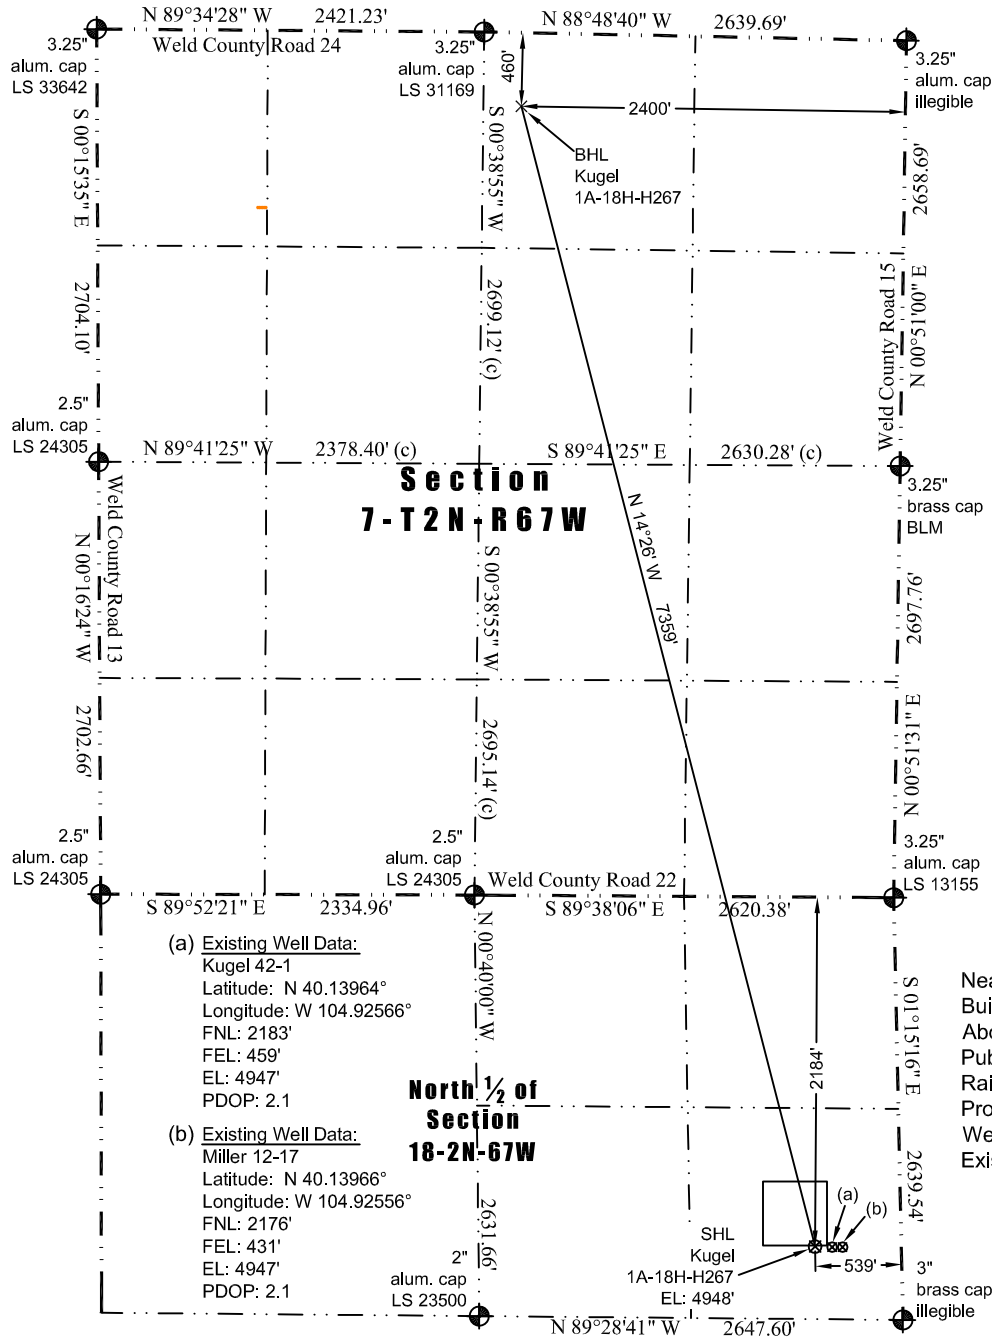 N 89°34'28" W 2421.23'
N 88°48'40" W 2639.69'
Weld County Road 24
3.25"
alum. cap
LS 33642
3.25"
alum. cap
LS 31169
3.25"
alum. cap
illegible
460'
2400'
BHL
Kugel
1A-18H-H267
S 00°15'35" E
2704.10'
S 00°38'55" W
2699.12' (c)
2658.69'
N 00°51'00" E
Weld County Road 15
2.5"
alum. cap
LS 24305
N 89°41'25" W 2378.40' (c)
S 89°41'25" E 2630.28' (c)
3.25"
brass cap
BLM
Section
7-T2N-R67W
Weld County Road 13
N 00°16'24" W
2702.66'
S 00°38'55" W
2695.14' (c)
N 14°26' W 7359'
2697.76'
N 00°51'31" E
2.5"
alum. cap
LS 24305
2.5"
alum. cap
LS 24305
3.25"
alum. cap
LS 13155
Weld County Road 22
S 89°52'21" E 2334.96'
S 89°38'06" E 2620.38'
(a) Existing Well Data:
Kugel 42-1
Latitude: N 40.13964°
Longitude: W 104.92566°
FNL: 2183'
FEL: 459'
EL: 4947'
PDOP: 2.1
(b) Existing Well Data:
Miller 12-17
Latitude: N 40.13966°
Longitude: W 104.92556°
FNL: 2176'
FEL: 431'
EL: 4947'
PDOP: 2.1
N 00°40'00" W
2631.66'
North ½ of
Section
18-2N-67W
2184'
S 01°15'16" E
2639.54'
Nea
Bui
Abo
Pub
Rai
Pro
We
Exis
(a)
(b)
SHL
Kugel
1A-18H-H267
EL: 4948'
539'
2"
alum. cap
LS 23500
3"
brass cap
illegible
N 89°28'41" W 2647.60'